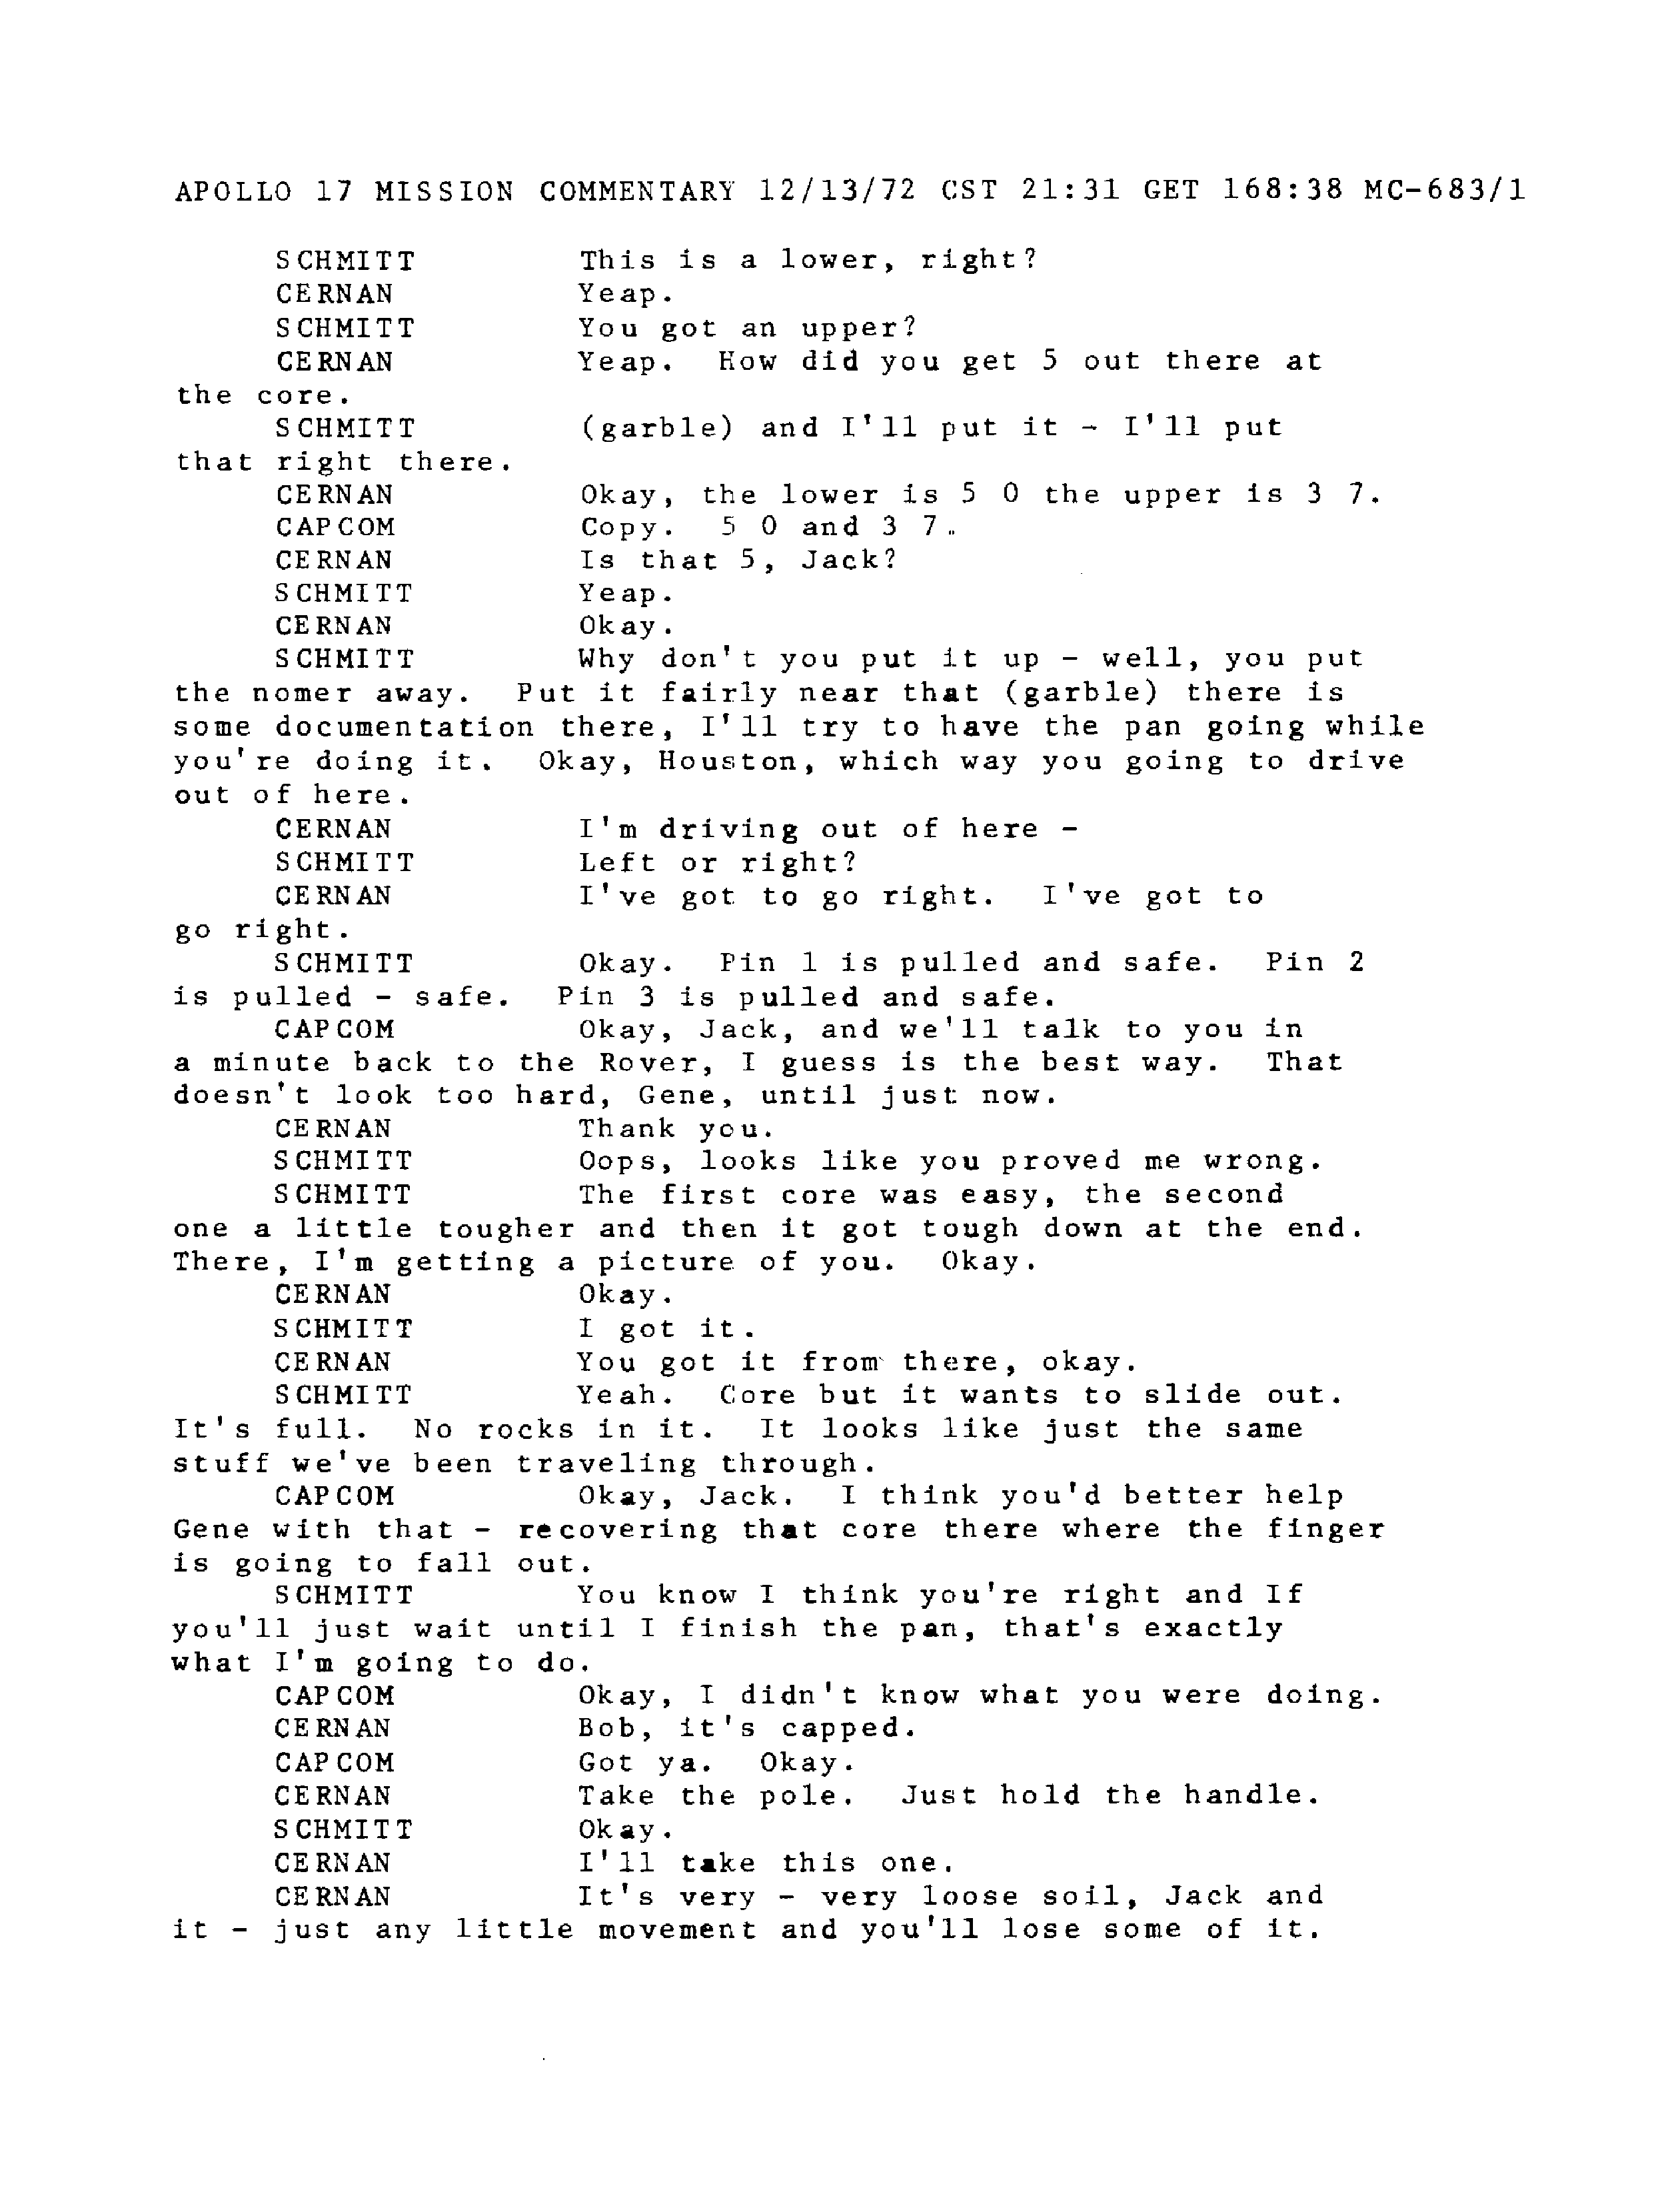 APOLLO 17 MISSION COMMENTARY 12/13/72 CST 21:31 GET 168:38 MC-683/1
SCHMITT This is a lower, right?
CERNAN Yeap.
SCHMITT You got an upper?
CERNAN Yeap. How did you get 5 out there at
the core.
SCHMITT (garble) and I'll put it - I'll put
that right there.
CERNAN Okay, the lower is 5 0 the upper is 3 7.
CAPCOM Copy. 5 0 and 3 7.
CERNAN Is that 5, Jack?
SCHMITT Yeap.
CERNAN Okay.
SCHMITT Why don't you put it up - well, you put
the nomer away. Put it fairly near that (garble) there is
some documentation there, I'll try to have the pan going while
you're doing it. Okay, Houston, which way you going to drive
out of here.
CERNAN I'm driving out of here -
SCHMITT Left or right?
CERNAN I've got to go right. I've got to
go right.
SCHMITT Okay. Pin 1 is pulled and safe. Pin 2
is pulled - safe. Pin 3 is pulled and safe.
CAPCOM Okay, Jack, and we'll talk to you in
a minute back to the Rover, I guess is the best way. That
doesn't look too hard, Gene, until just now.
CERNAN Thank you.
SCHMITT Oops, looks like you proved me wrong.
SCHMITT The first core was easy, the second
one a little tougher and then it got tough down at the end.
There, I'm getting a picture of you. Okay.
CERNAN Okay.
SCHMITT I got it.
CERNAN You got it from there, okay.
SCHMITT Yeah. Core but it wants to slide out.
It's full. No rocks in it. It looks like just the same
stuff we've been traveling through.
CAPCOM Okay, Jack. I think you'd better help
Gene with that - recovering that core there where the finger
is going to fall out.
SCHMITT You know I think you're right and If
you'll just wait until I finish the pan, that's exactly
what I'm going to do.
CAPCOM Okay, I didn't know what you were doing.
CERNAN Bob, it's capped.
CAPCOM Got ya. Okay.
CERNAN Take the pole. Just hold the handle.
SCHMITT Okay.
CERNAN I'll take this one.
CERNAN It's very - very loose soil, Jack and
it - just any little movement and you'll lose some of it.